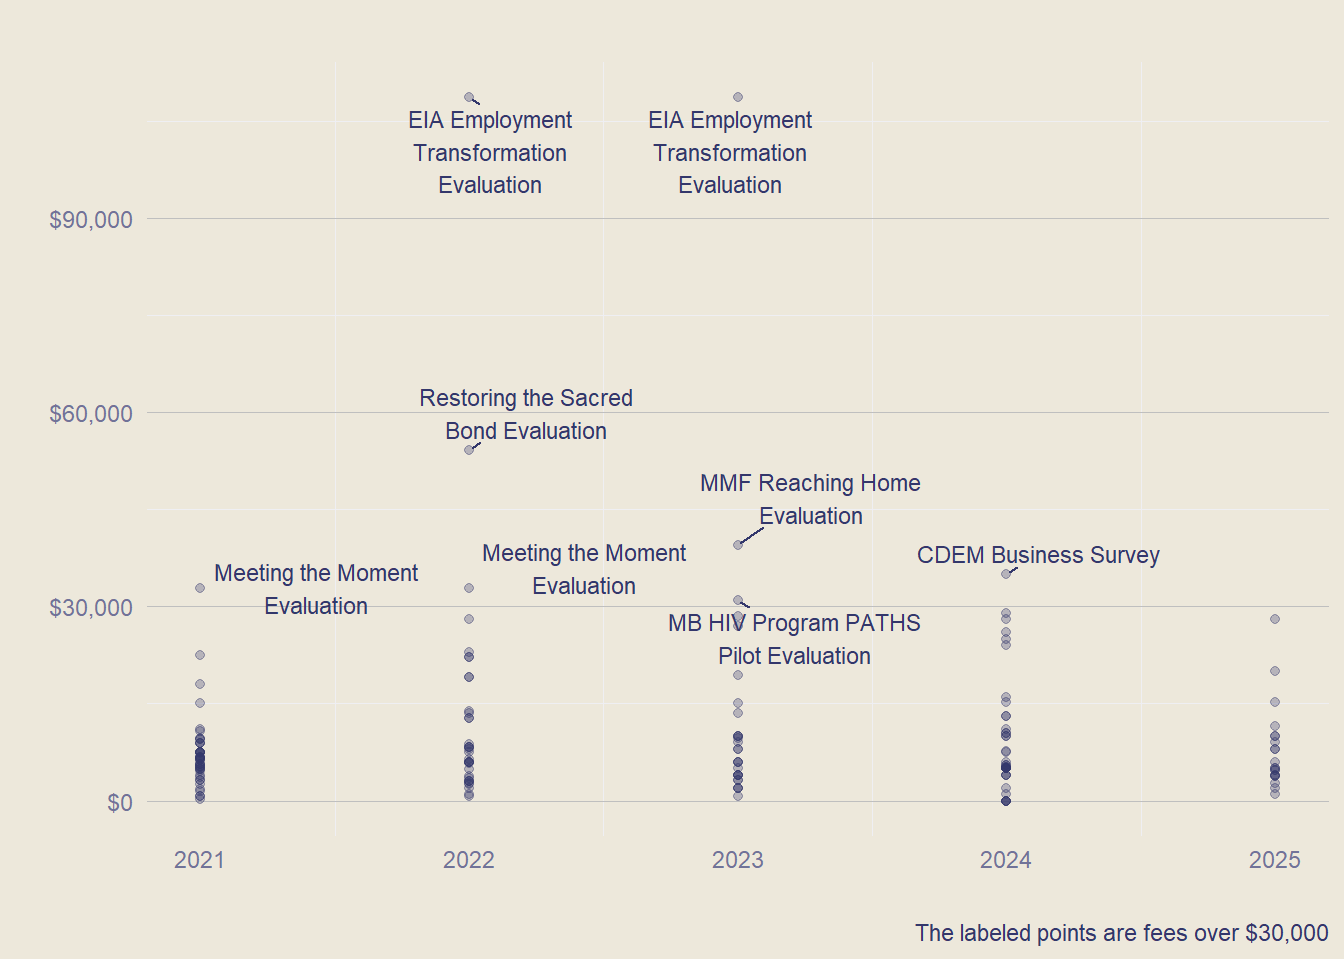 EIA Employment
Transformation
Evaluation
EIA Employment
Transformation
Evaluation
$90,000
Restoring the Sacred
Bond Evaluation
$60,000
MMF Reaching Home
Evaluation
Meeting the Moment
Evaluation
CDEM Business Survey
Meeting the Moment
Evaluation
$30,000
MB HIV Program PATHS
Pilot Evaluation
$0
2021
2022
2023
2024
2025
The labeled points are fees over $30,000